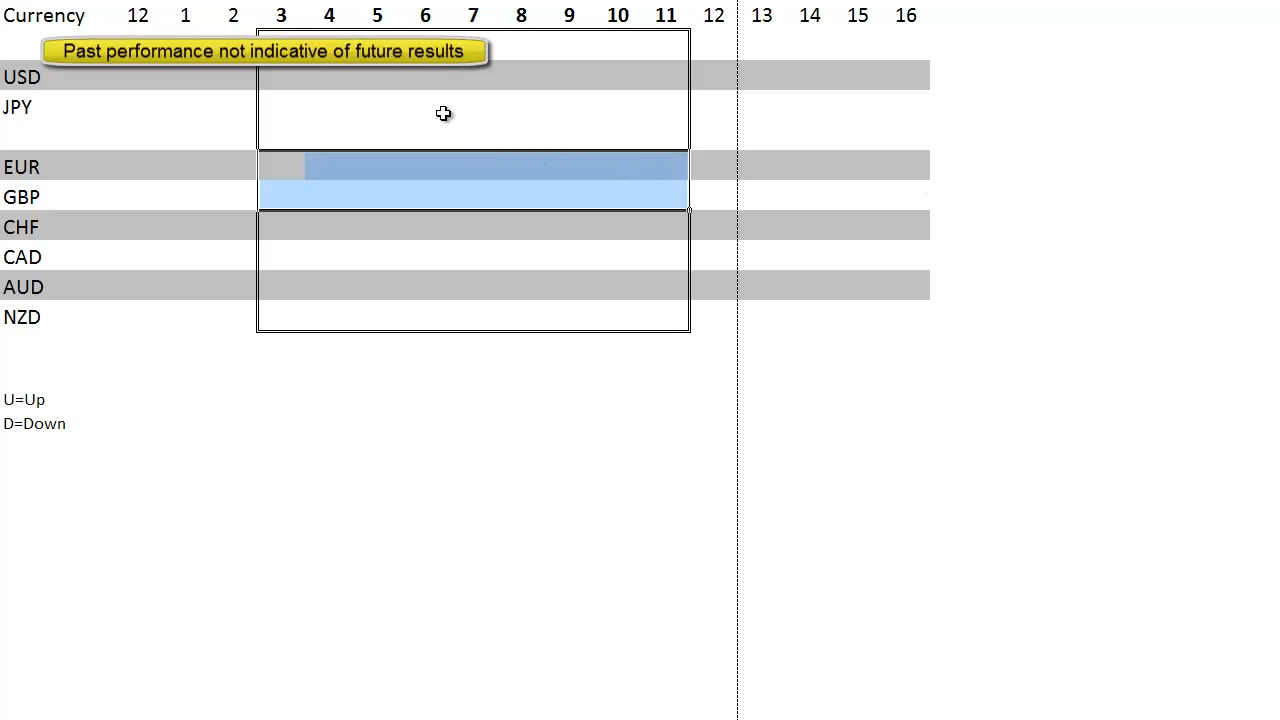 Currency 12 1 2 3 4 5 6 7 8 9 10 11 12 13 14 15 16
Past performance not indicative of future results
USD
JPY
EUR
GBP
CHF
CAD
AUD
NZD
U=Up
D=Down